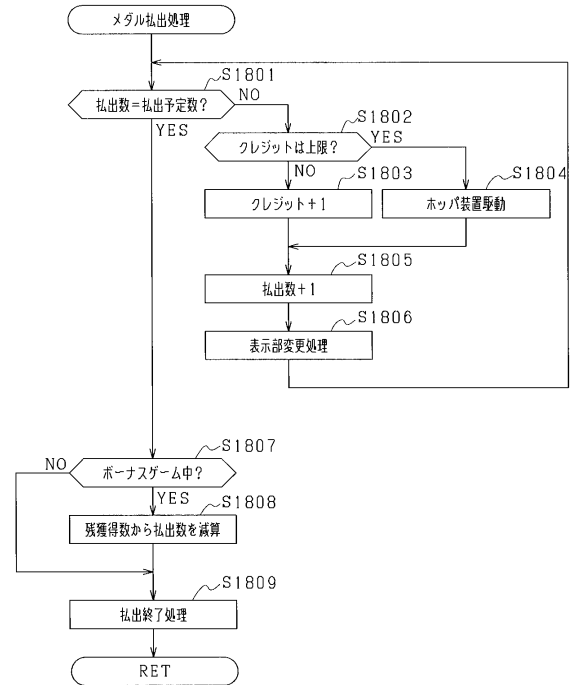 メダル払出処理
S1801
払出数=払出予定数?
NO
YES
S1802
クレジットは上限?
YES
NO
S1803
クレジット+1
S1804
ホッパ装置駆動
S1805
払出数+1
S1806
表示部変更処理
S1807
NO
ボーナスゲーム中?
YES
S1808
残獲得数から払出数を減算
S1809
払出終了処理
RET